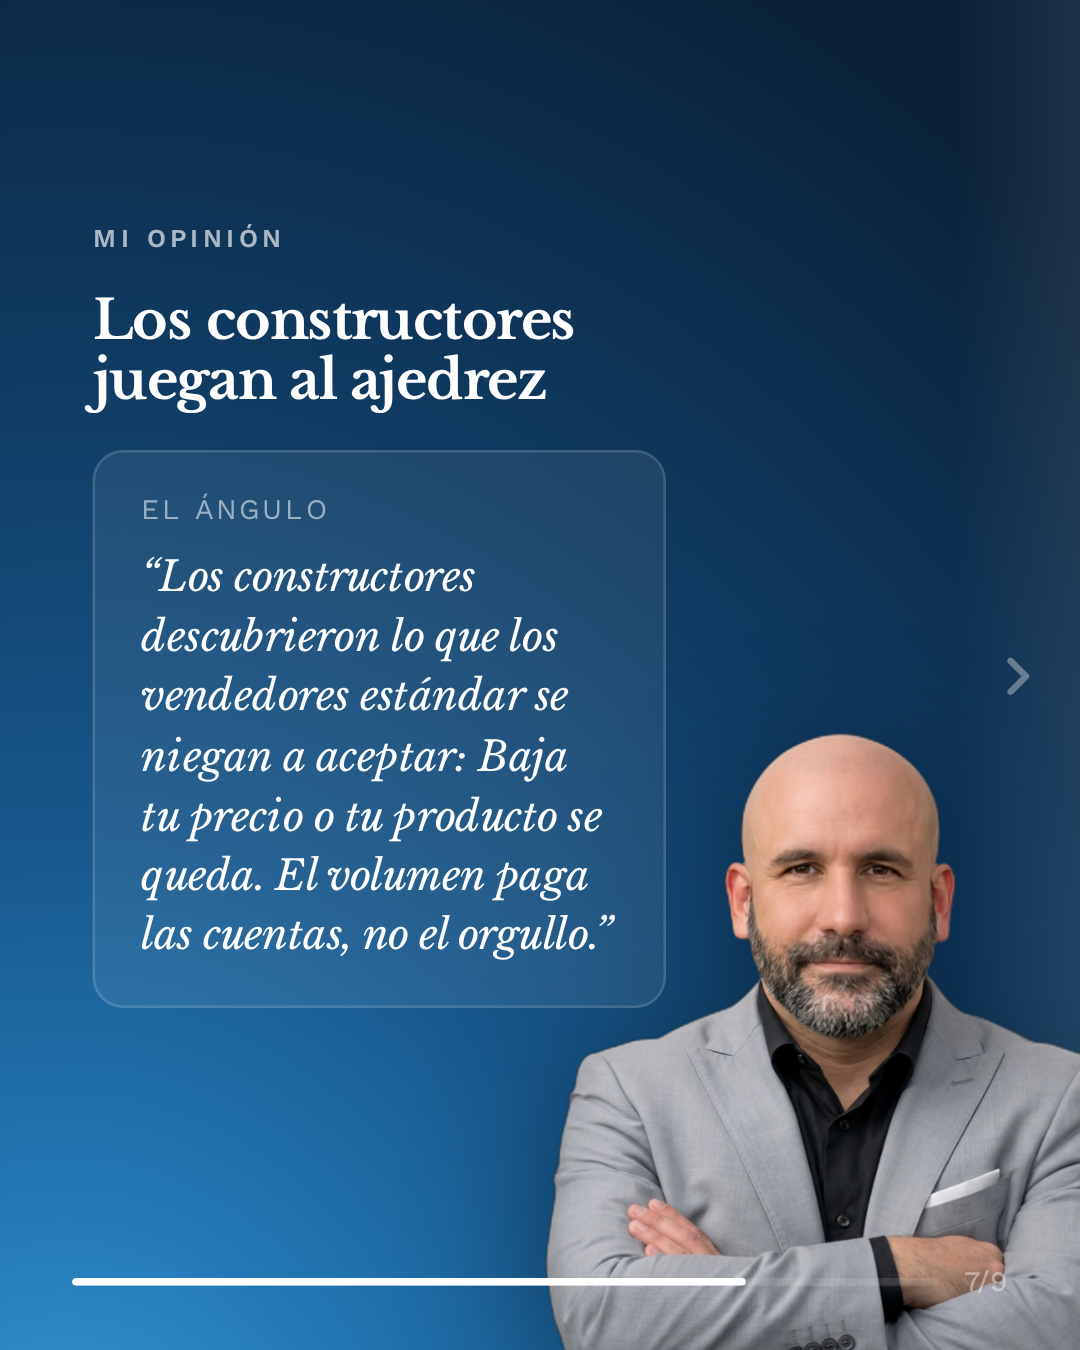 MI OPINIÓN
Los constructores
juegan al ajedrez
EL ÁNGULO
“Los constructores
descubrieron lo que los
vendedores estándar se
niegan a aceptar: Baja
tu precio o tu producto se
queda. El volumen paga
las cuentas, no el orgullo.”
7/9